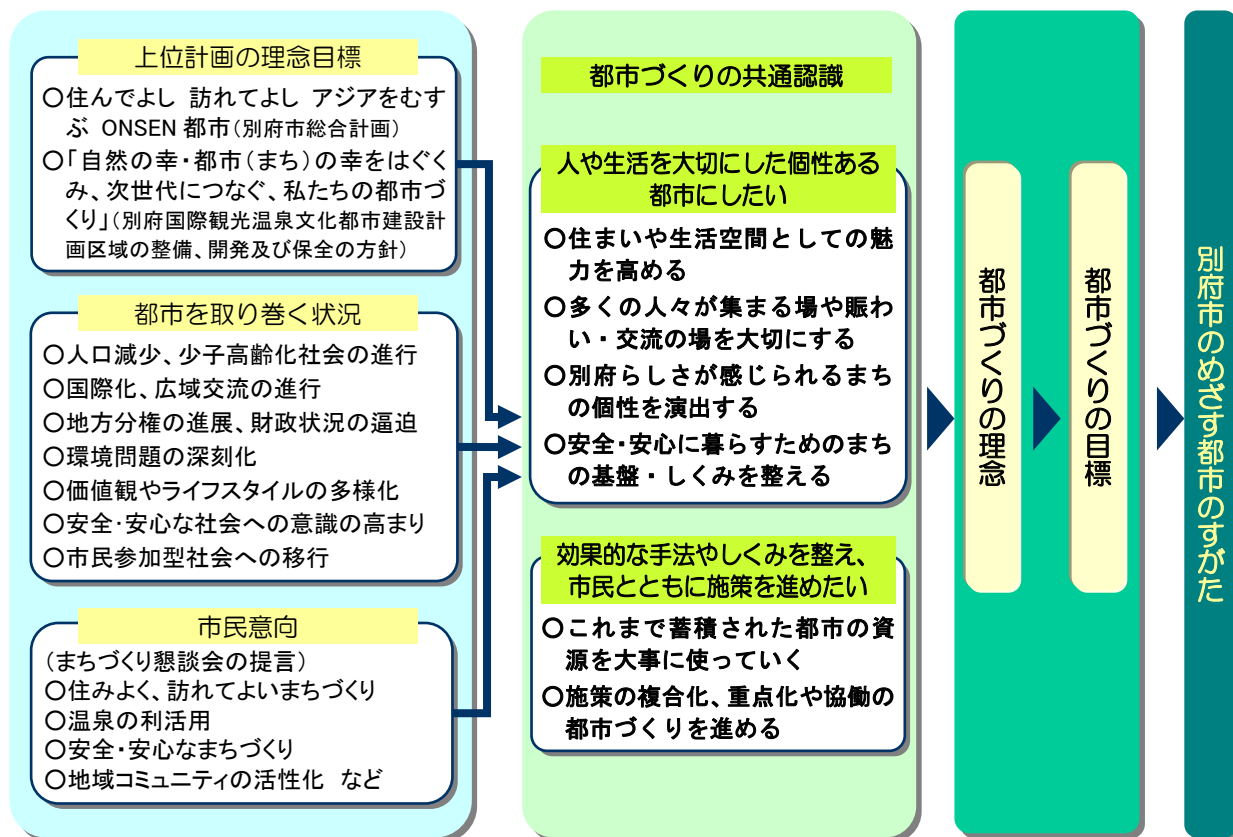 上位計画の理念目標
○住んでよし 訪れてよし アジアをむす
ぶ ONSEN 都市（別府市総合計画）
○「自然の幸・都市（まち）の幸をはぐく
み、次世代につなぐ、私たちの都市づ
くり」（別府国際観光温泉文化都市建設計
画区域の整備、開発及び保全の方針）
都市を取り巻く状況
○人口減少、少子高齢化社会の進行
○国際化、広域交流の進行
○地方分権の進展、財政状況の逼迫
○環境問題の深刻化
○価値観やライフスタイルの多様化
○安全・安心な社会への意識の高まり
○市民参加型社会への移行
市民意向
（まちづくり懇談会の提言）
○住みよく、訪れてよいまちづくり
○温泉の利活用
○安全・安心なまちづくり
○地域コミュニティの活性化 など
都市づくりの共通認識
人や生活を大切にした個性ある
都市にしたい
○住まいや生活空間としての魅
力を高める
○多くの人々が集まる場や賑わ
い・交流の場を大切にする
○別府らしさが感じられるまち
の個性を演出する
○安全・安心に暮らすためのまち
の基盤・しくみを整える
効果的な手法やしくみを整え、
市民とともに施策を進めたい
○これまで蓄積された都市の資
源を大事に使っていく
○施策の複合化、重点化や協働の
都市づくりを進める
都市づくりの理念
都市づくりの目標
別府市のめざす都市のすがた